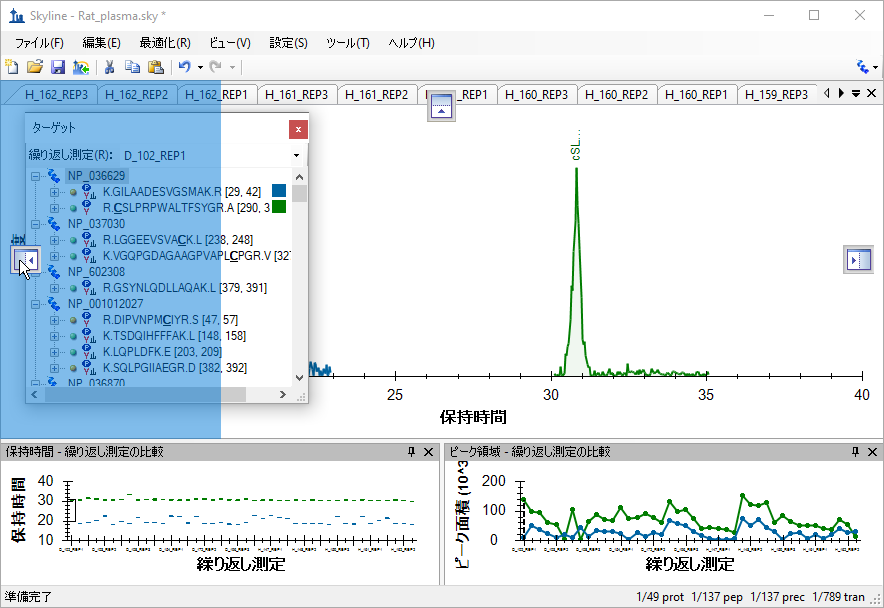 Skyline - Rat_plasma.sky *
ファイル(F) 編集(E) 最適化(R) ビュー(V) 設定(S) ツール(T) ヘルプ(H)
H_162_REP3 H_162_REP2 H_162_REP1 H_161_REP3 H_161_REP2 _REP1 H_160_REP3 H_160_REP2 H_160_REP1 H_159_REP3
ターゲット
繰り返し測定(R): D_102_REP1
NP_036629
K.GILAADESVGSMAK.R [29, 42]
R.CSLPRPWALTFSYGR.A [290, 3
NP_037030
R.LGGEEVSVACK.L [238, 248]
K.VGQPGDAGAAGPVAPLCPGR.V [327
NP_602308
R.GSYNLQDLLAQAK.L [379, 391]
NP_001012027
R.DIPVNPMCIYR.S [47, 57]
K.TSDQIHFFFAK.L [148, 158]
K.LQPLDFK.E [203, 209]
K.SQLPGIIAEGR.D [382, 392]
NP_036870
cSL...
25 30 35 40
保持時間
保持時間 - 繰り返し測定の比較
保持時間
40
30
20
10
繰り返し測定
ピーク領域 - 繰り返し測定の比較
ピーク面積 (10^3
200
100
0
繰り返し測定
準備完了
1/49 prot 1/137 pep 1/137 prec 1/789 tran